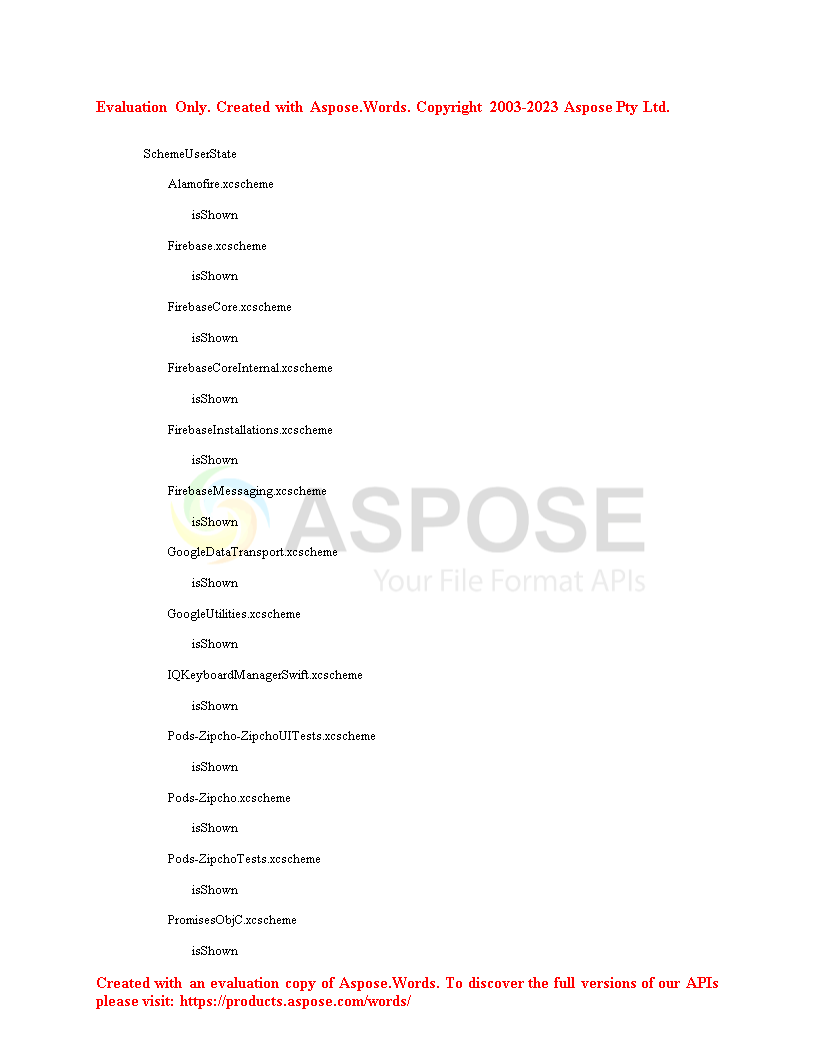 Evaluation Only. Created with Aspose.Words. Copyright 2003-2023 Aspose Pty Ltd.
SchemeUserState
Alamofire.xcscheme
isShown
Firebase.xcscheme
isShown
FirebaseCore.xcscheme
isShown
FirebaseCoreInternal.xcscheme
isShown
FirebaseInstallations.xcscheme
isShown
FirebaseMessaging.xcscheme
ASPOSE
isShown
GoogleDataTransport.xcscheme
Your File Format APIs
isShown
GoogleUtilities.xcscheme
isShown
IQKeyboardManagerSwift.xcscheme
isShown
Pods-Zipcho-ZipchoUITests.xcscheme
isShown
Pods-Zipcho.xcscheme
isShown
Pods-ZipchoTests.xcscheme
isShown
PromisesObjC.xcscheme
isShown
Created with an evaluation copy of Aspose.Words. To discover the full versions of our APIs
please visit: https://products.aspose.com/words/